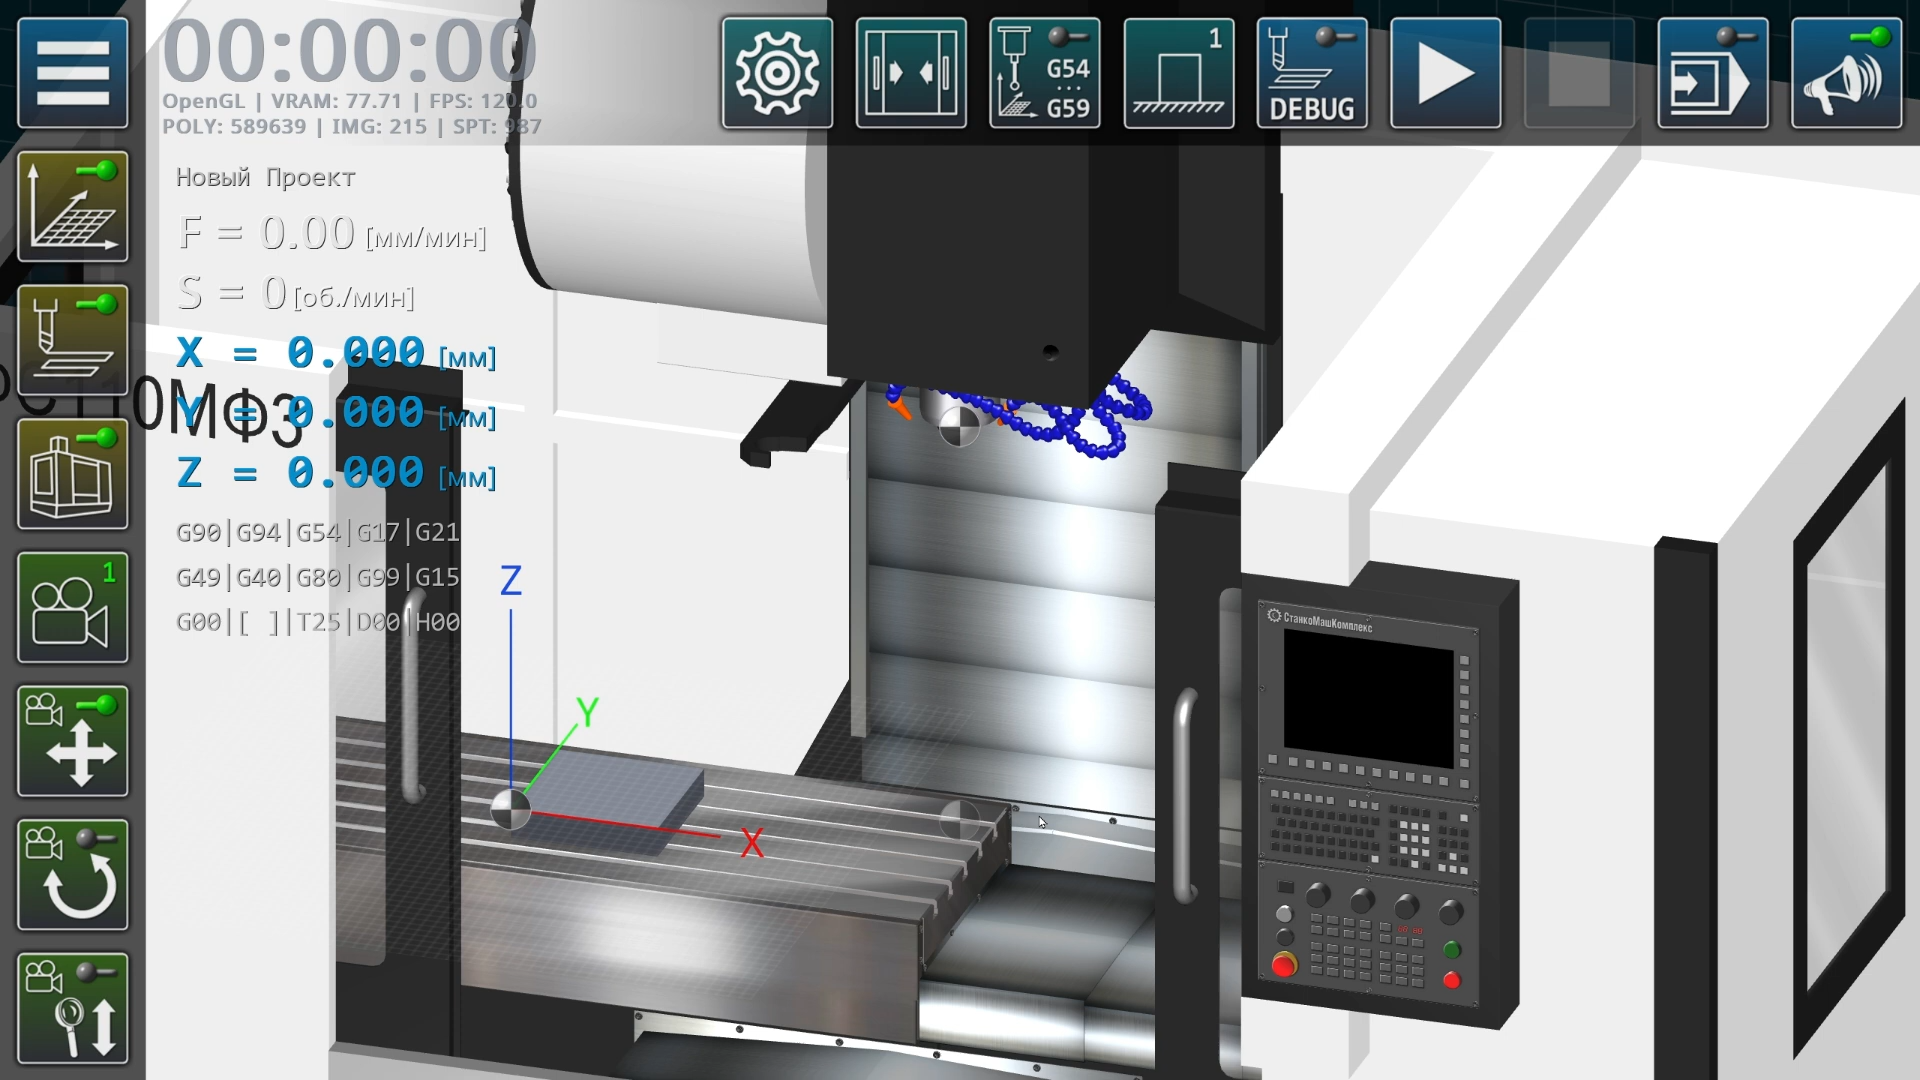 00:00:00
OpenGL | VRAM: 77.71 | FPS: 120.0
POLY: 589639 | IMG: 215 | SPT: 987
G54
...
G59
1
DEBUG
Новый Проект
F = 0.00 [мм/мин]
S = 0 [об./мин]
X = 0.000 [мм]
Y = 0.000 [мм]
Z = 0.000 [мм]
110МФ3
G90|G94|G54|G17|G21
G49|G40|G80|G99|G15
G00|[ ]|T25|D00|H00
1
Z
Y
X
СтанкоМашКомплекс